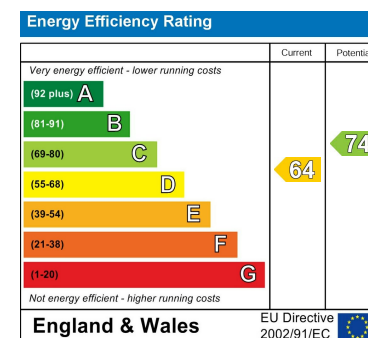 Energy Efficiency Rating
Current Potentia
Very energy efficient - lower running costs
(92 plus) A
(81-91) B
(69-80) C
74
64
(55-68) D
(39-54) E
(21-38) F
(1-20) G
Not energy efficient - higher running costs
England & Wales
EU Directive
2002/91/EC